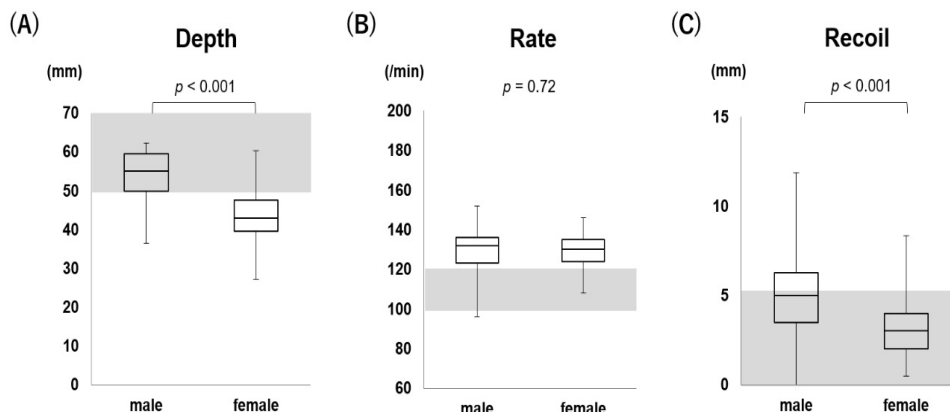 (A)
Depth
(mm)
p < 0.001
70
60
50
40
30
20
10
0
male female
(B)
Rate
(/min)
p = 0.72
200
180
160
140
120
100
80
60
male female
(C)
Recoil
(mm)
p < 0.001
15
10
5
0
male female